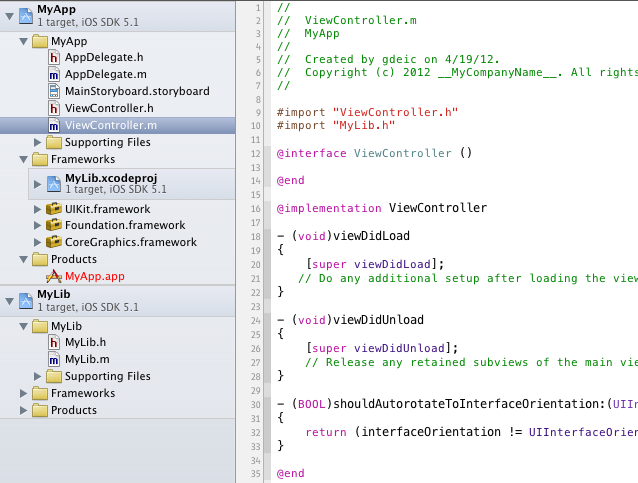 MyApp
1 target, iOS SDK 5.1
MyApp
h AppDelegate.h
m AppDelegate.m
MainStoryboard.storyboard
h ViewController.h
m ViewController.m
Supporting Files
Frameworks
MyLib.xcodeproj
1 target, iOS SDK 5.1
UIKit.framework
Foundation.framework
CoreGraphics.framework
Products
MyApp.app
MyLib
1 target, iOS SDK 5.1
MyLib
h MyLib.h
m MyLib.m
Supporting Files
Frameworks
Products
1 //
2 //  ViewController.m
3 //  MyApp
4 //
5 //  Created by gdeic on 4/19/12.
6 //  Copyright (c) 2012 __MyCompanyName__. All rights
7 //
8
9 #import "ViewController.h"
10 #import "MyLib.h"
11
12 @interface ViewController ()
13
14 @end
15
16 @implementation ViewController
17
18 - (void)viewDidLoad
19 {
20     [super viewDidLoad];
21    // Do any additional setup after loading the view
22 }
23
24 - (void)viewDidUnload
25 {
26     [super viewDidUnload];
27     // Release any retained subviews of the main vie
28 }
29
30 - (BOOL)shouldAutorotateToInterfaceOrientation:(UIIn
31 {
32     return (interfaceOrientation != UIInterfaceOrien
33 }
34
35 @end